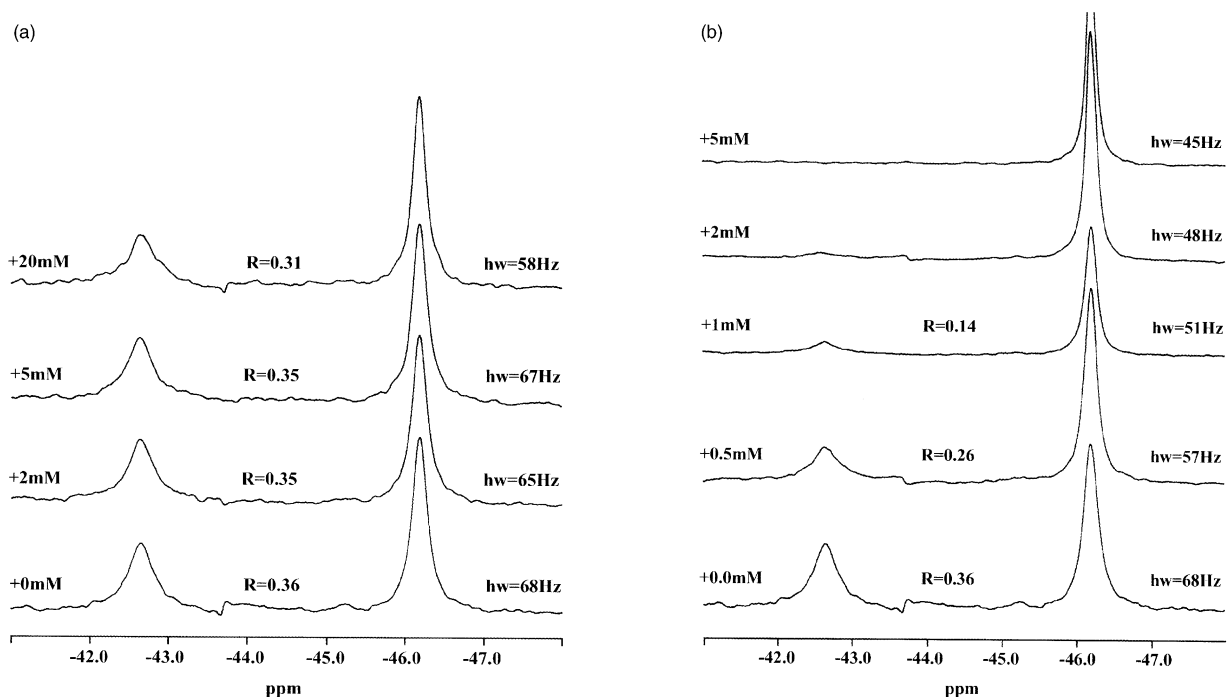 (a)
+20mM R=0.31 hw=58Hz
+5mM R=0.35 hw=67Hz
+2mM R=0.35 hw=65Hz
+0mM R=0.36 hw=68Hz
-42.0 -43.0 -44.0 -45.0 -46.0 -47.0
ppm
(b)
+5mM hw=45Hz
+2mM hw=48Hz
+1mM R=0.14 hw=51Hz
+0.5mM R=0.26 hw=57Hz
+0.0mM R=0.36 hw=68Hz
-42.0 -43.0 -44.0 -45.0 -46.0 -47.0
ppm